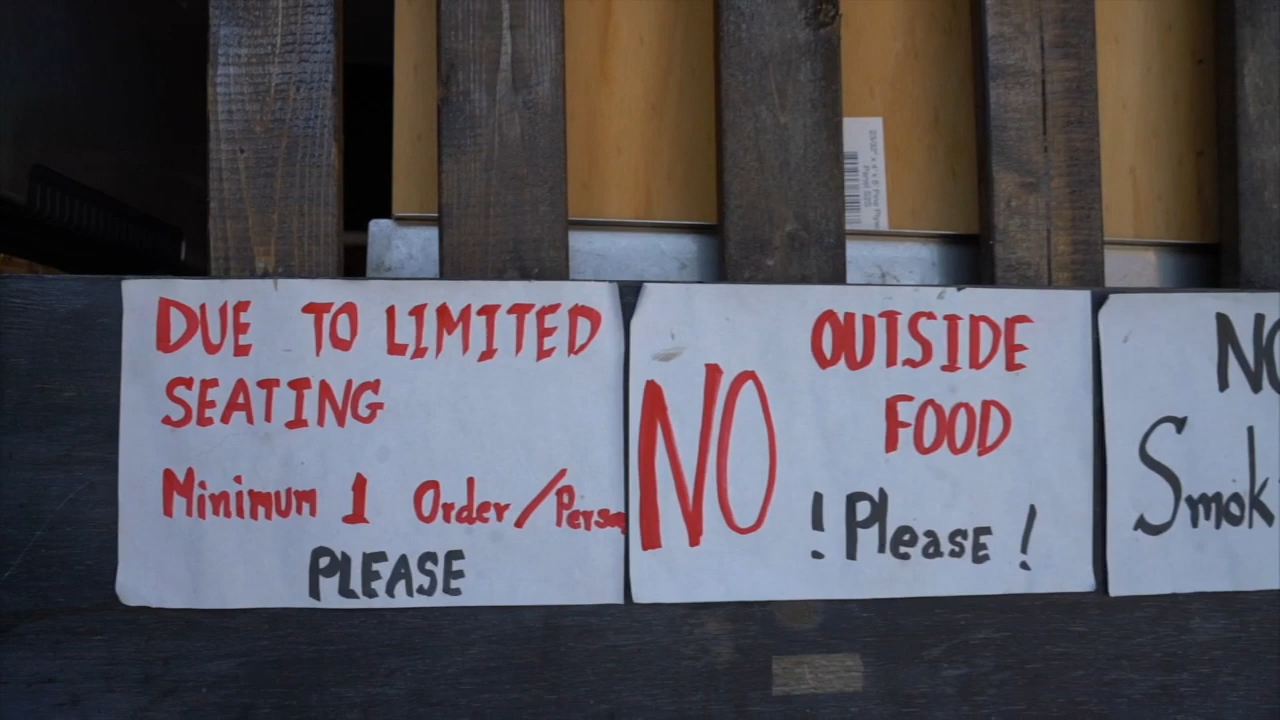 DUE TO LIMITED
SEATING
Minimum 1 Order/Person
PLEASE
NO
OUTSIDE
FOOD
! Please !
NO
Smok